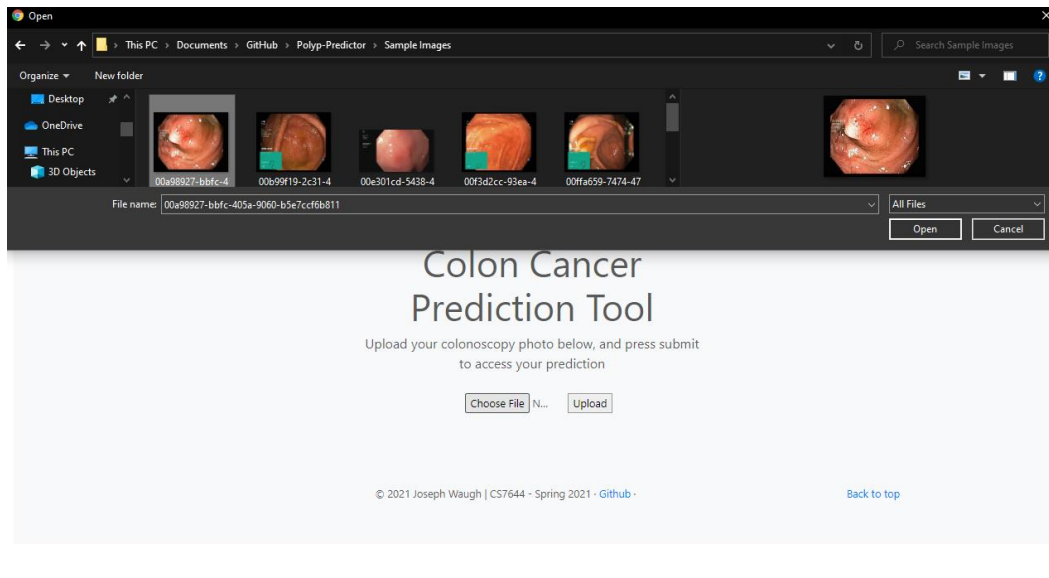 Open
This PC › Documents › GitHub › Polyp-Predictor › Sample Images
Search Sample Images
Organize
New folder
Desktop
OneDrive
This PC
3D Objects
00a98927-bbfc-4
00b99f19-2c31-4
00e301cd-5438-4
00f3d2cc-93ea-4
00ffa659-7474-47
File name:
00a98927-bbfc-405a-9060-b5e7ccf6b811
All Files
Open
Cancel
Colon Cancer
Prediction Tool
Upload your colonoscopy photo below, and press submit
to access your prediction
Choose File N... Upload
© 2021 Joseph Waugh | CS7644 - Spring 2021 · Github ·
Back to top